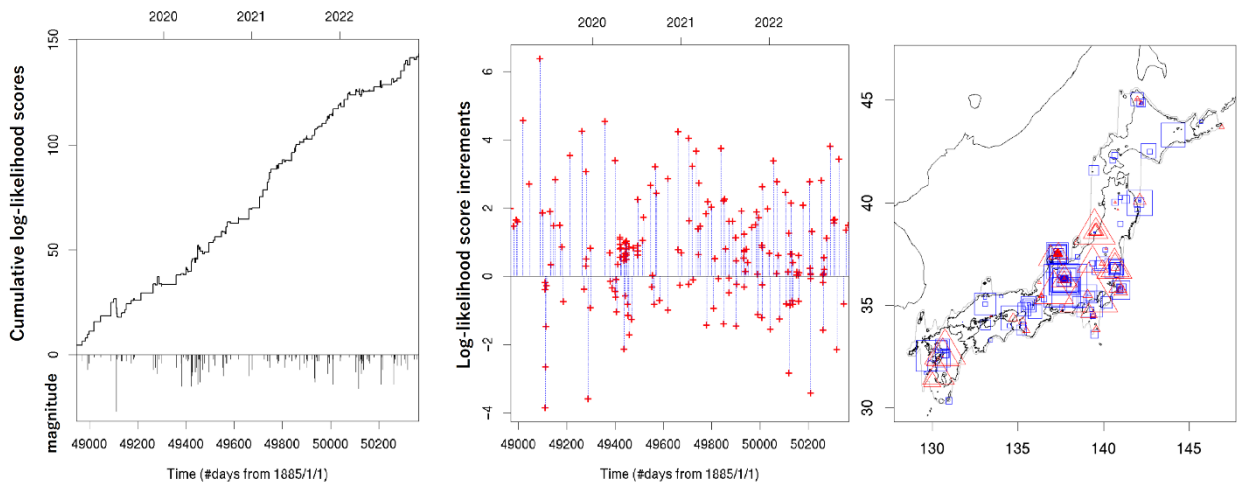 2020 2021 2022
Cumulative log-likelihood scores
150
100
50
0
magnitude
49000 49200 49400 49600 49800 50000 50200
Time (#days from 1885/1/1)
2020 2021 2022
Log-likelihood score increments
6
4
2
0
−2
−4
49000 49200 49400 49600 49800 50000 50200
Time (#days from 1885/1/1)
45
40
35
30
130 135 140 145